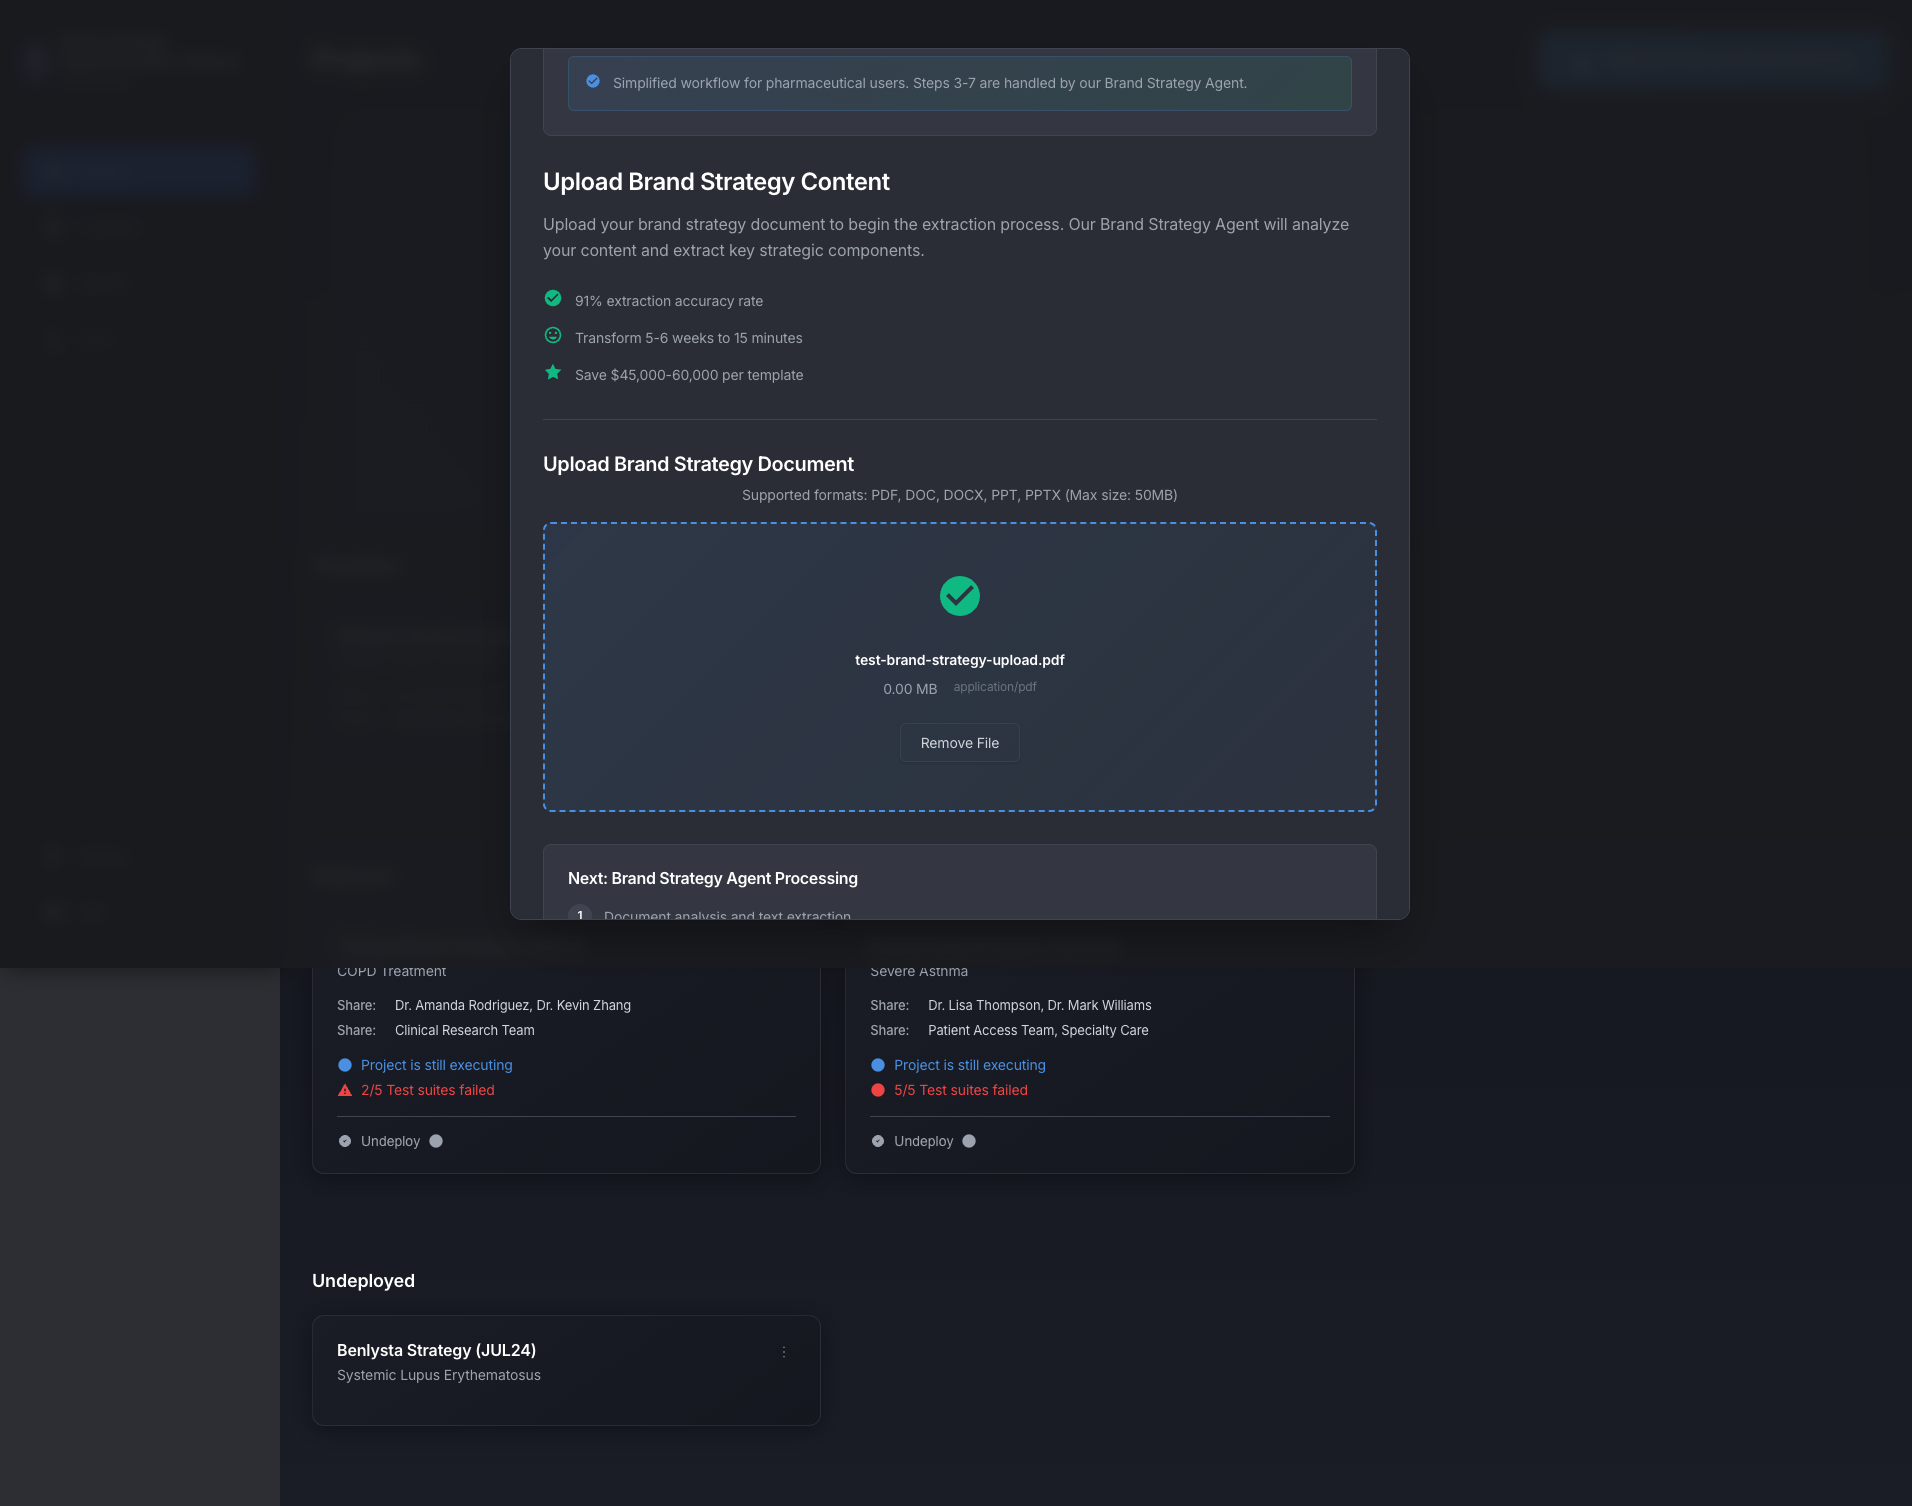 Simplified workflow for pharmaceutical users. Steps 3-7 are handled by our Brand Strategy Agent.
Upload Brand Strategy Content
Upload your brand strategy document to begin the extraction process. Our Brand Strategy Agent will analyze
your content and extract key strategic components.
91% extraction accuracy rate
Transform 5-6 weeks to 15 minutes
Save $45,000-60,000 per template
Upload Brand Strategy Document
Supported formats: PDF, DOC, DOCX, PPT, PPTX (Max size: 50MB)
test-brand-strategy-upload.pdf
0.00 MB application/pdf
Remove File
Next: Brand Strategy Agent Processing
1 Document analysis and text extraction
COPD Treatment
Share: Dr. Amanda Rodriguez, Dr. Kevin Zhang
Share: Clinical Research Team
Project is still executing
2/5 Test suites failed
Undeploy
Severe Asthma
Share: Dr. Lisa Thompson, Dr. Mark Williams
Share: Patient Access Team, Specialty Care
Project is still executing
5/5 Test suites failed
Undeploy
Undeployed
Benlysta Strategy (JUL24)
Systemic Lupus Erythematosus